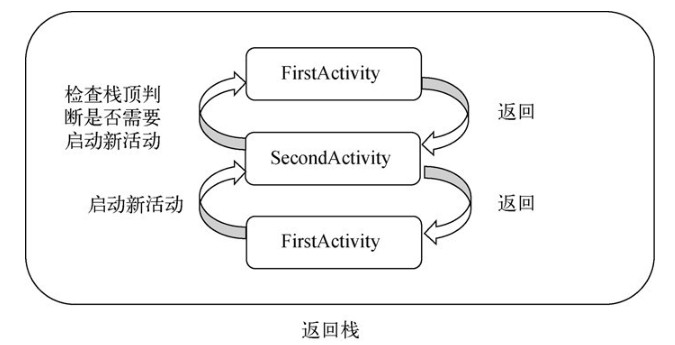 FirstActivity
检查栈顶判
断是否需要
启动新活动
返回
SecondActivity
启动新活动
返回
FirstActivity
返回栈